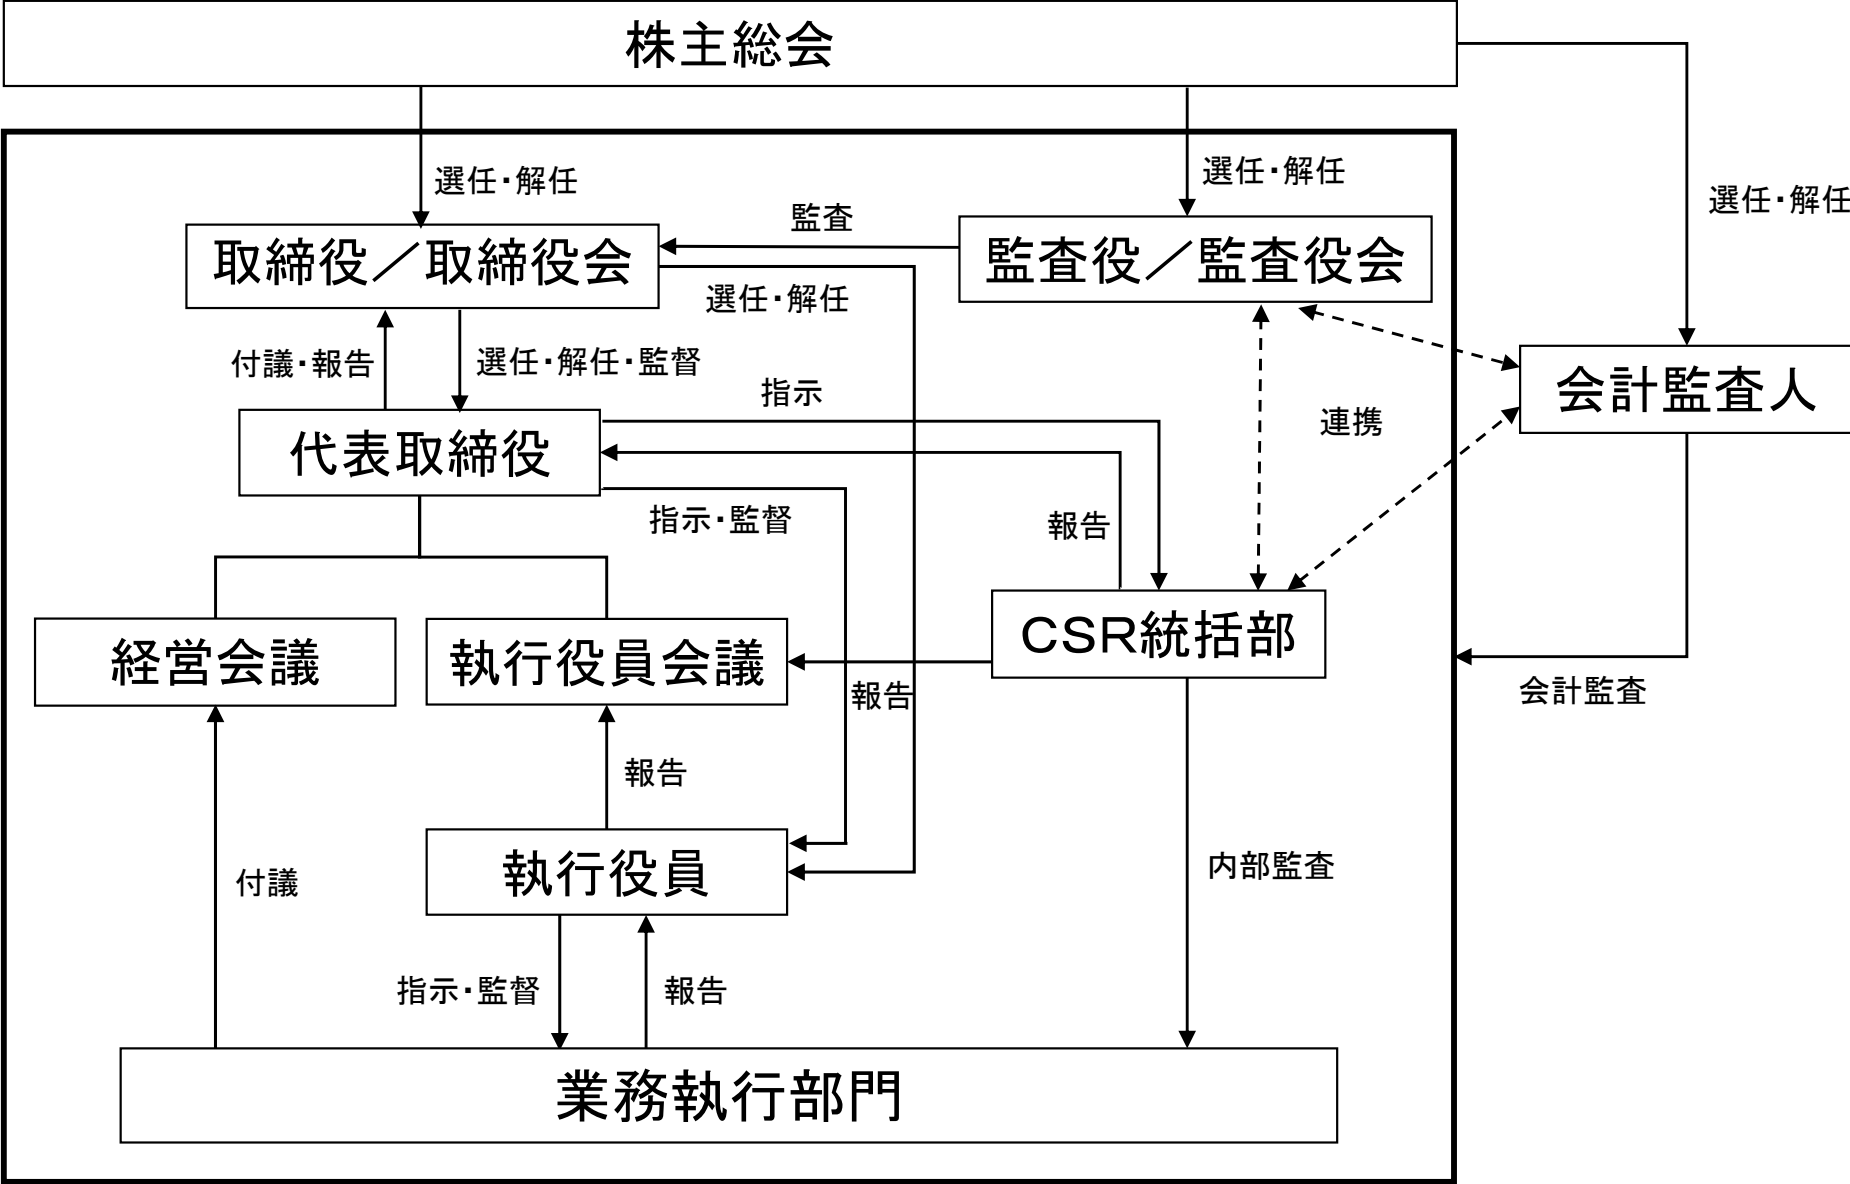 株主総会
選任・解任
選任・解任
選任・解任
監査
取締役／取締役会
監査役／監査役会
選任・解任
付議・報告
選任・解任・監督
会計監査人
指示
連携
代表取締役
指示・監督
報告
経営会議
執行役員会議
CSR統括部
報告
会計監査
報告
執行役員
内部監査
付議
指示・監督
報告
業務執行部門